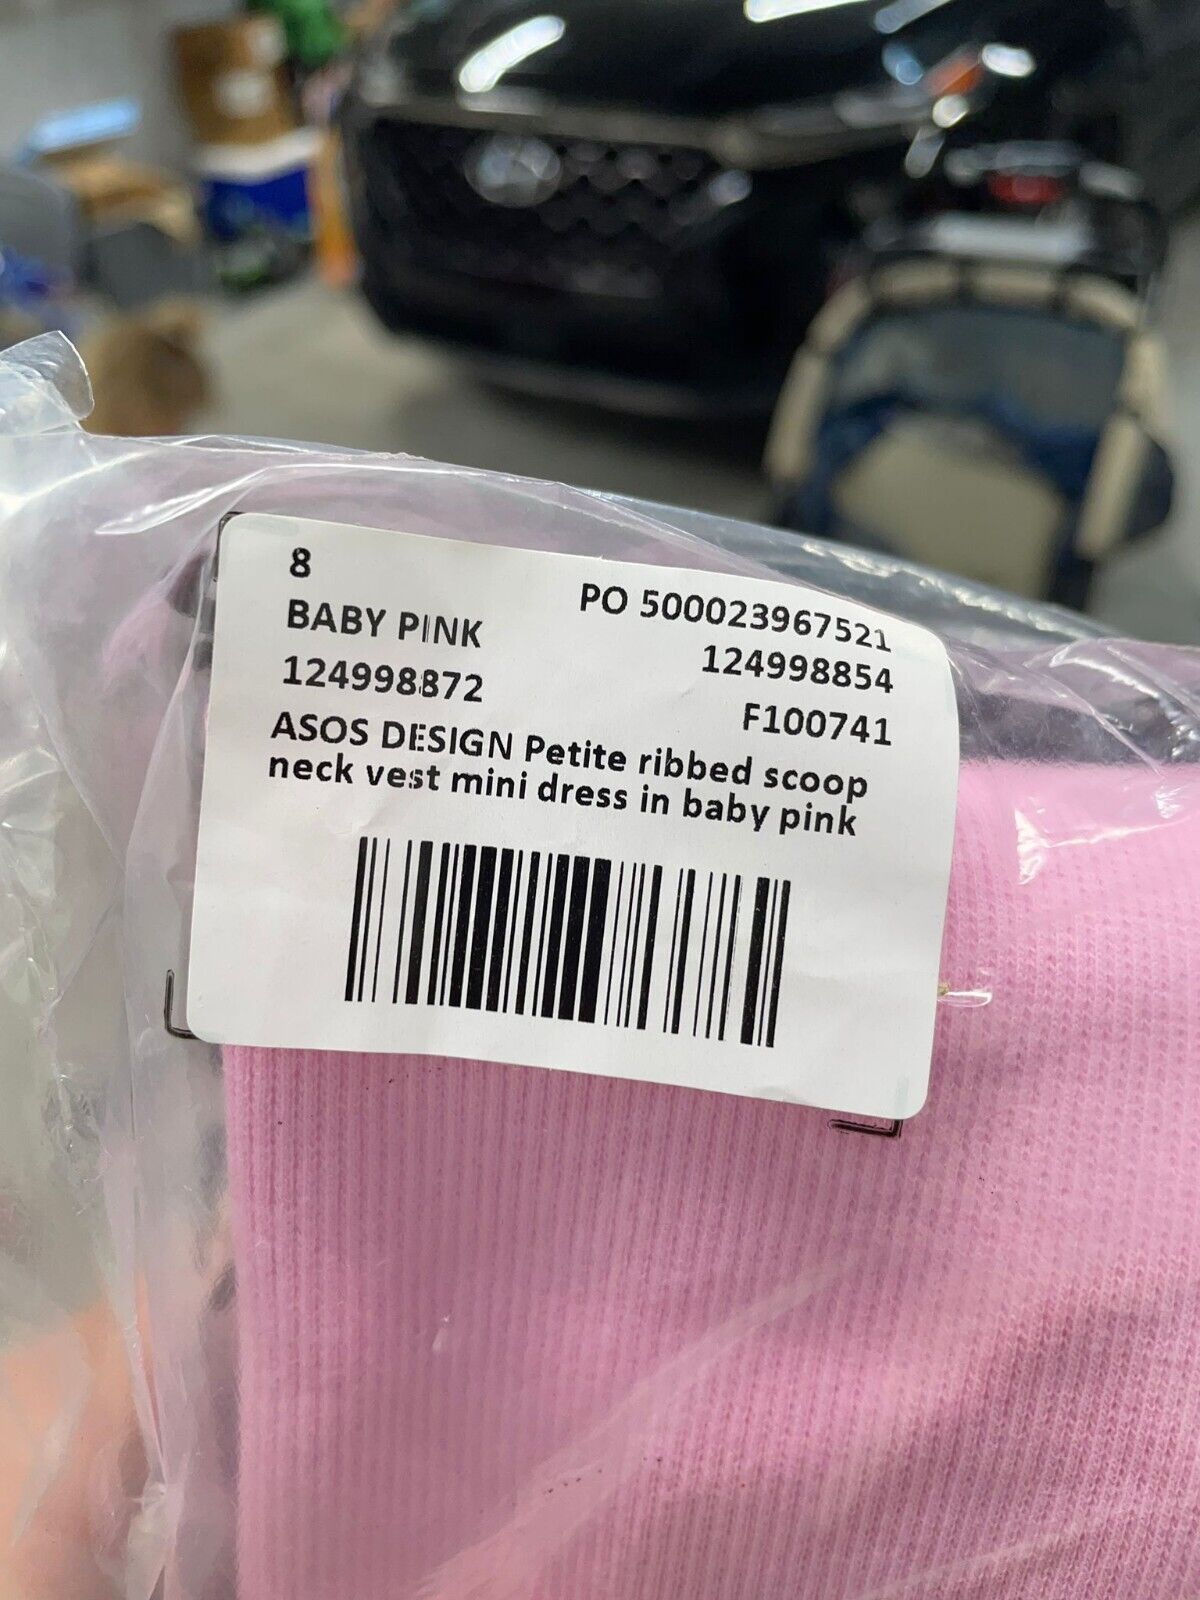 8
BABY PINK
124998872
PO 500023967521
124998854
F100741
ASOS DESIGN Petite ribbed scoop
neck vest mini dress in baby pink